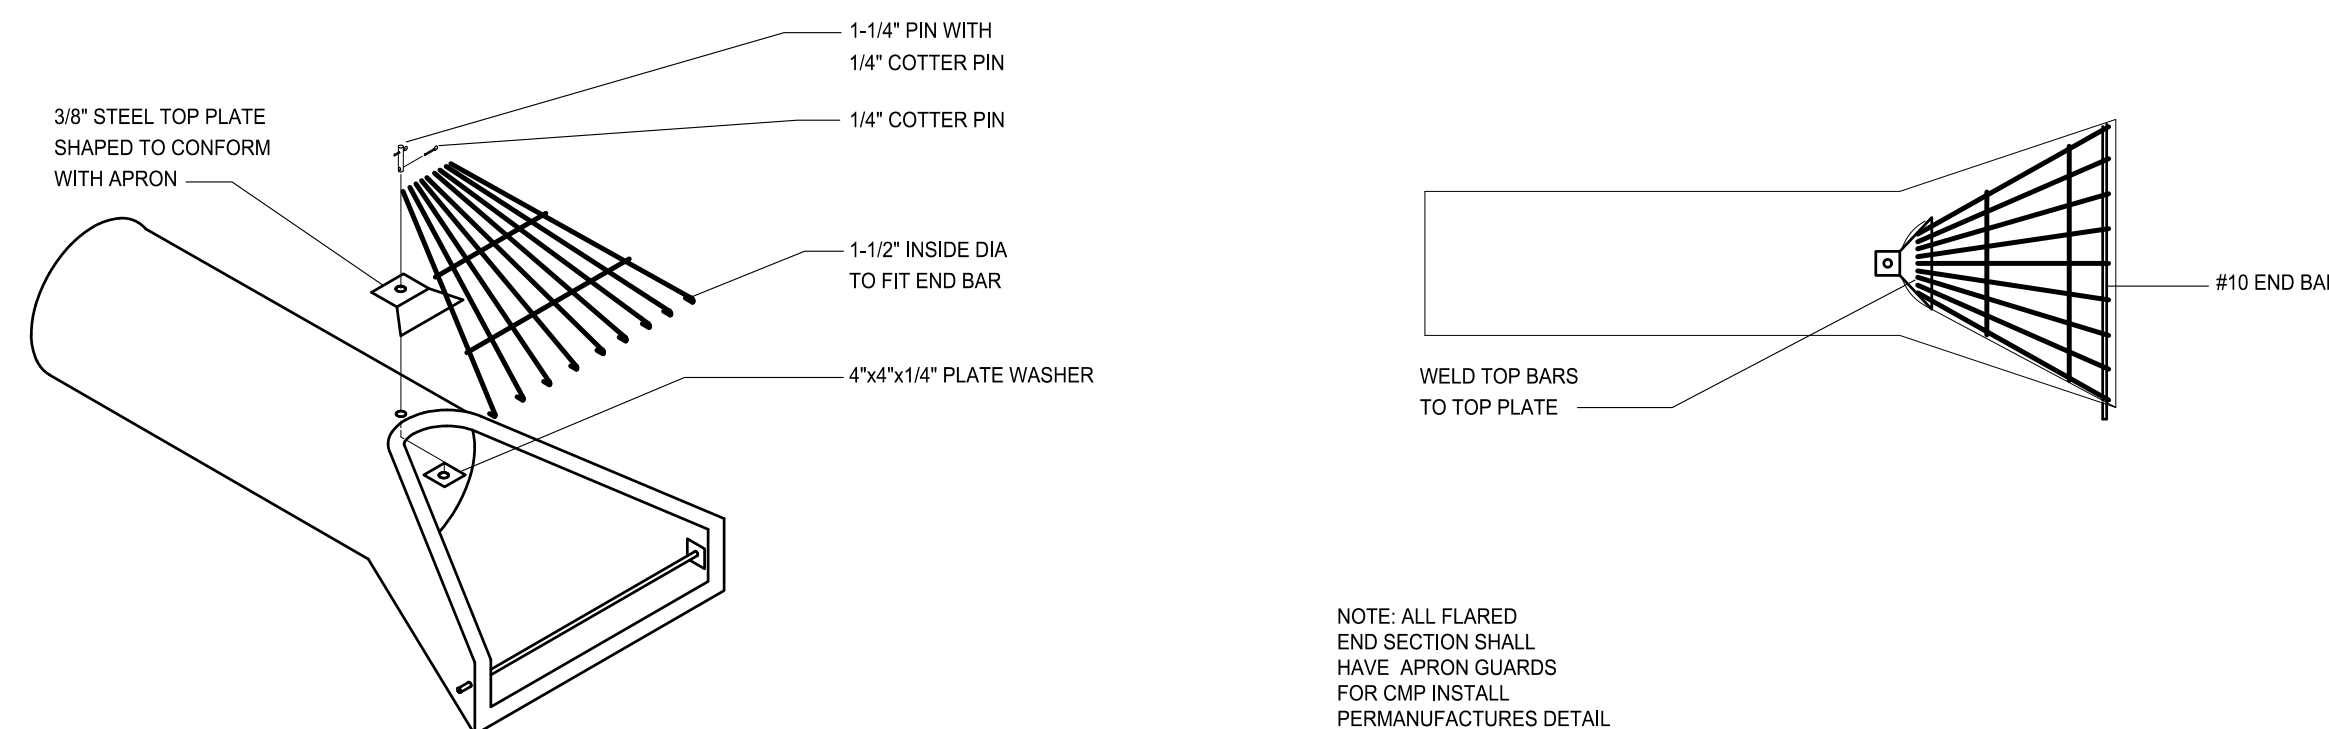 1-1/4" PIN WITH
1/4" COTTER PIN
3/8" STEEL TOP PLATE
SHAPED TO CONFORM
WITH APRON
1/4" COTTER PIN
1-1/2" INSIDE DIA
TO FIT END BAR
4"x4"x1/4" PLATE WASHER
#10 END
WELD TOP BARS
TO TOP PLATE
NOTE: ALL FLARED
END SECTION SHALL
HAVE APRON GUARDS
FOR CMP INSTALL
PERMANUFACTURES DETAIL